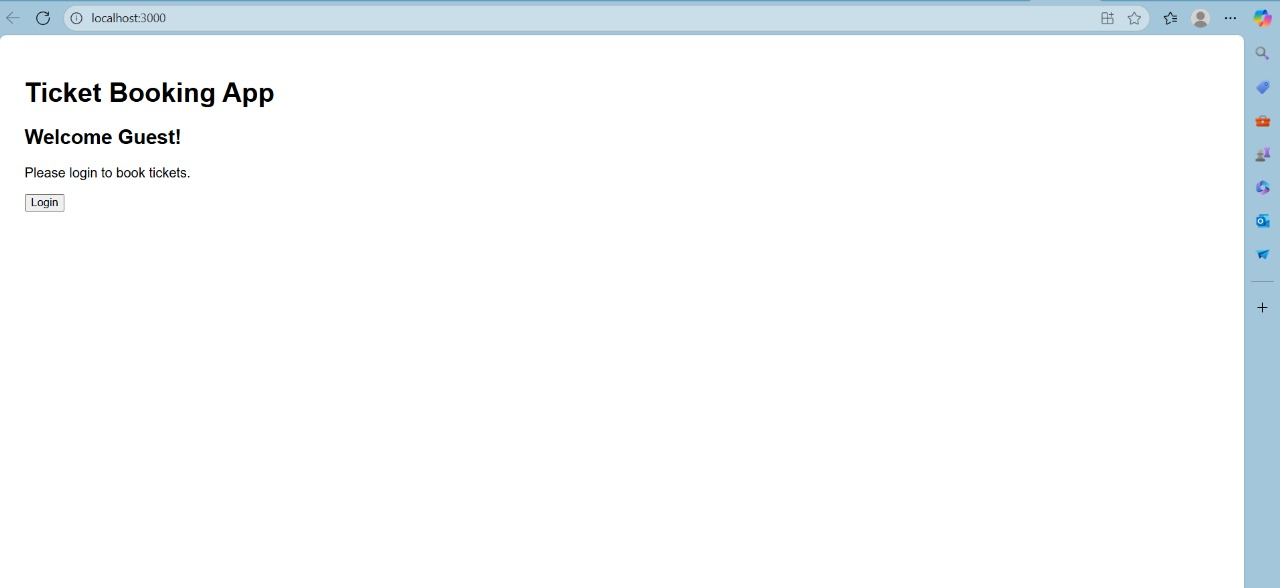 localhost:3000
Ticket Booking App
Welcome Guest!
Please login to book tickets.
Login